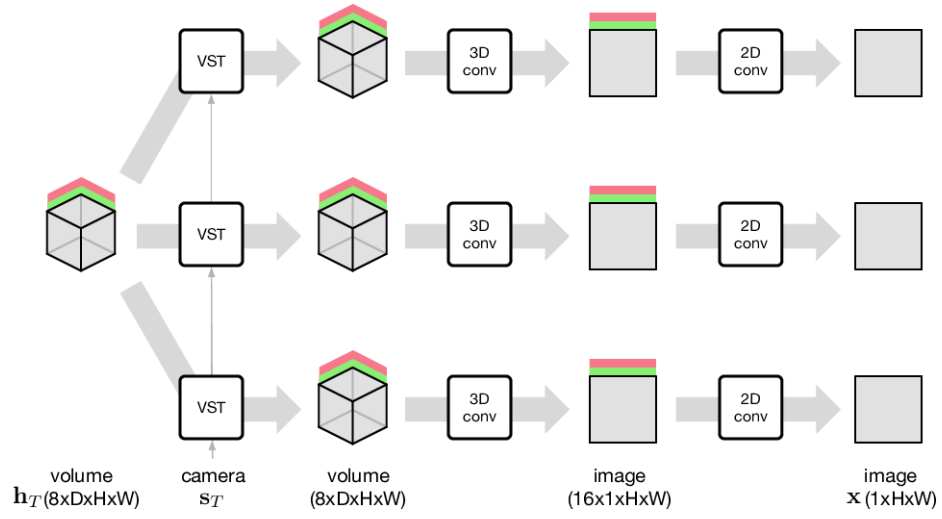 VST
3D
conv
2D
conv
VST
3D
conv
2D
conv
VST
3D
conv
2D
conv
volume
h_T (8xDxHxW)
camera
s_T
volume
(8xDxHxW)
image
(16x1xHxW)
image
x (1xHxW)